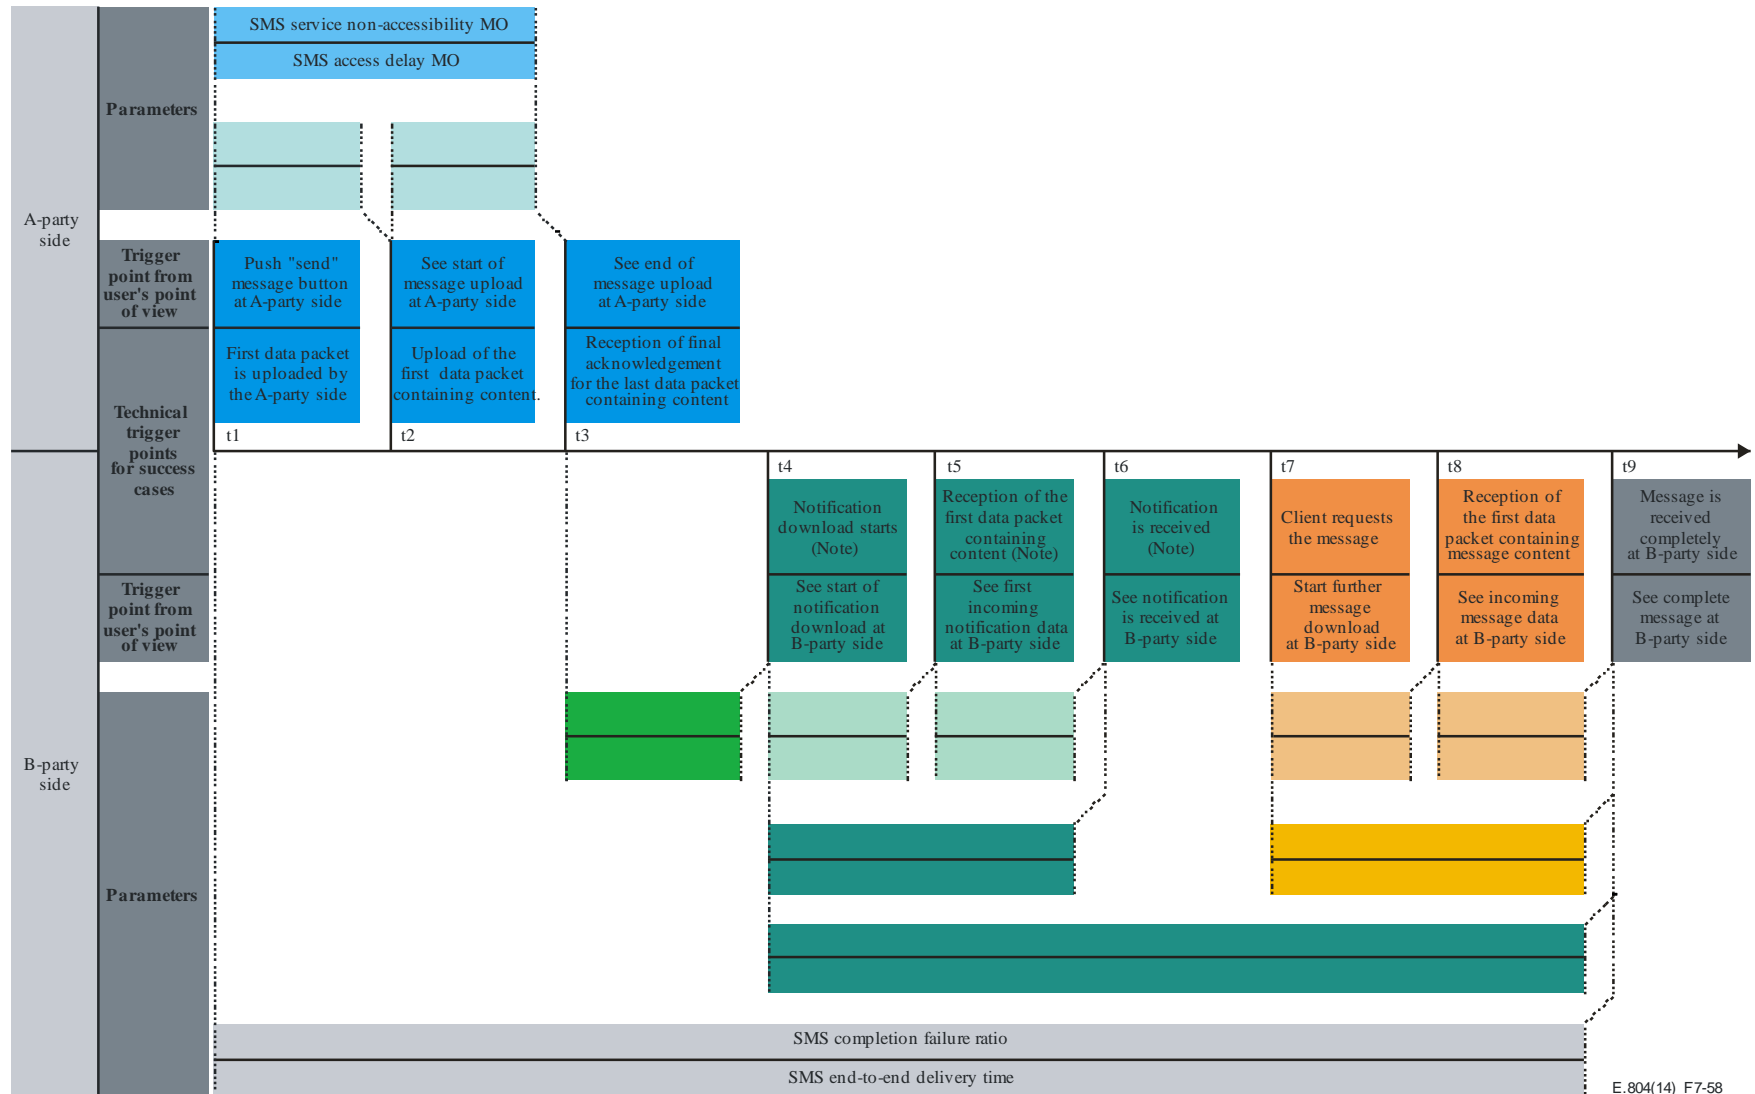 SMS service non-accessibility MO
SMS access delay MO
Parameters
A-party
side
Trigger
point from
user's point
of view
Push "send"
message button
at A-party side
See start of
message upload
at A-party side
See end of
message upload
at A-party side
Technical
trigger
points
for success
cases
First data packet
is uploaded by
the A-party side
Upload of the
first data packet
containing content.
Reception of final
acknowledgement
for the last data packet
containing content
t1
t2
t3
t4
t5
t6
t7
t8
t9
Notification
download starts
(Note)
Reception of the
first data packet
containing
content (Note)
Notification
is received
(Note)
Client requests
the message
Reception of
the first data
packet containing
message content
Message is
received
completely
at B-party side
Trigger
point from
user's point
of view
See start of
notification
download at
B-party side
See first
incoming
notification data
at B-party side
See notification
is received at
B-party side
Start further
message
download
at B-party side
See incoming
message data
at B-party side
See complete
message at
B-party side
B-party
side
Parameters
SMS completion failure ratio
SMS end-to-end delivery time
E.804(14)_F7-58